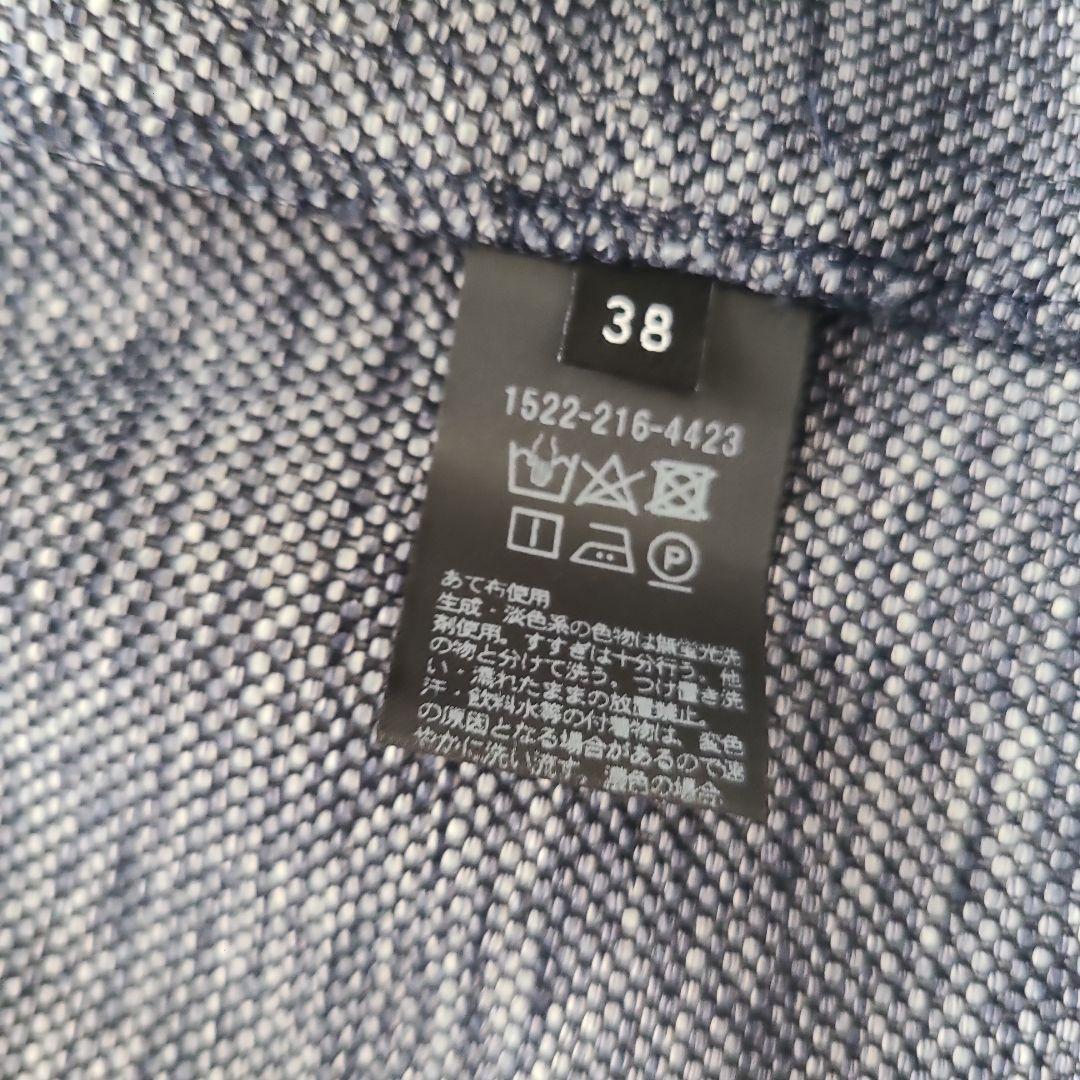 38
1522-216-4423
P
あて布使用
生成・淡色系の色物は無蛍光洗
剤使用。すすぎは十分行う。他
の物と分けて洗う。つけ置き洗
い・濡れたままの放置禁止。
汗・飲料水等の付着物は、変色
の原因となる場合があるので速
やかに洗い流す。濃色の場合